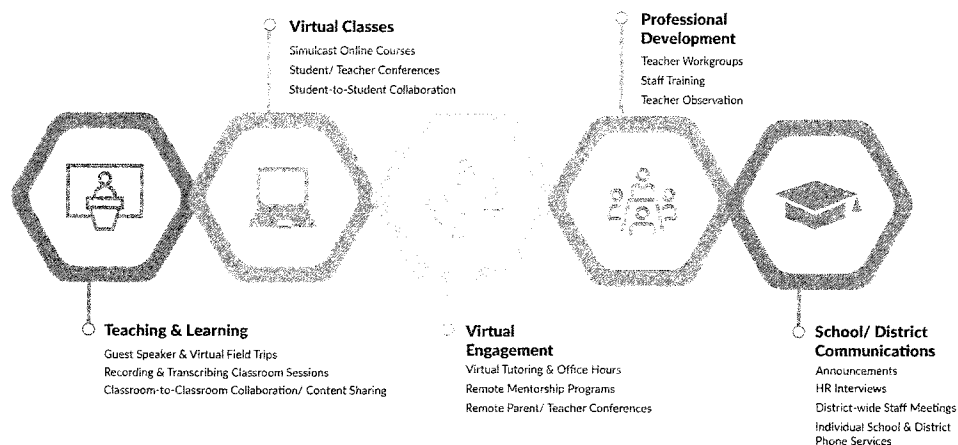 Virtual Classes
Simulcast Online Courses
Student/ Teacher Conferences
Student-to-Student Collaboration
Professional
Development
Teacher Workgroups
Staff Training
Teacher Observation
Teaching & Learning
Guest Speaker & Virtual Field Trips
Recording & Transcribing Classroom Sessions
Classroom-to-Classroom Collaboration/ Content Sharing
Virtual
Engagement
Virtual Tutoring & Office Hours
Remote Mentorship Programs
Remote Parent/ Teacher Conferences
School/ District
Communications
Announcements
HR Interviews
District-wide Staff Meetings
Individual School & District
Phone Services